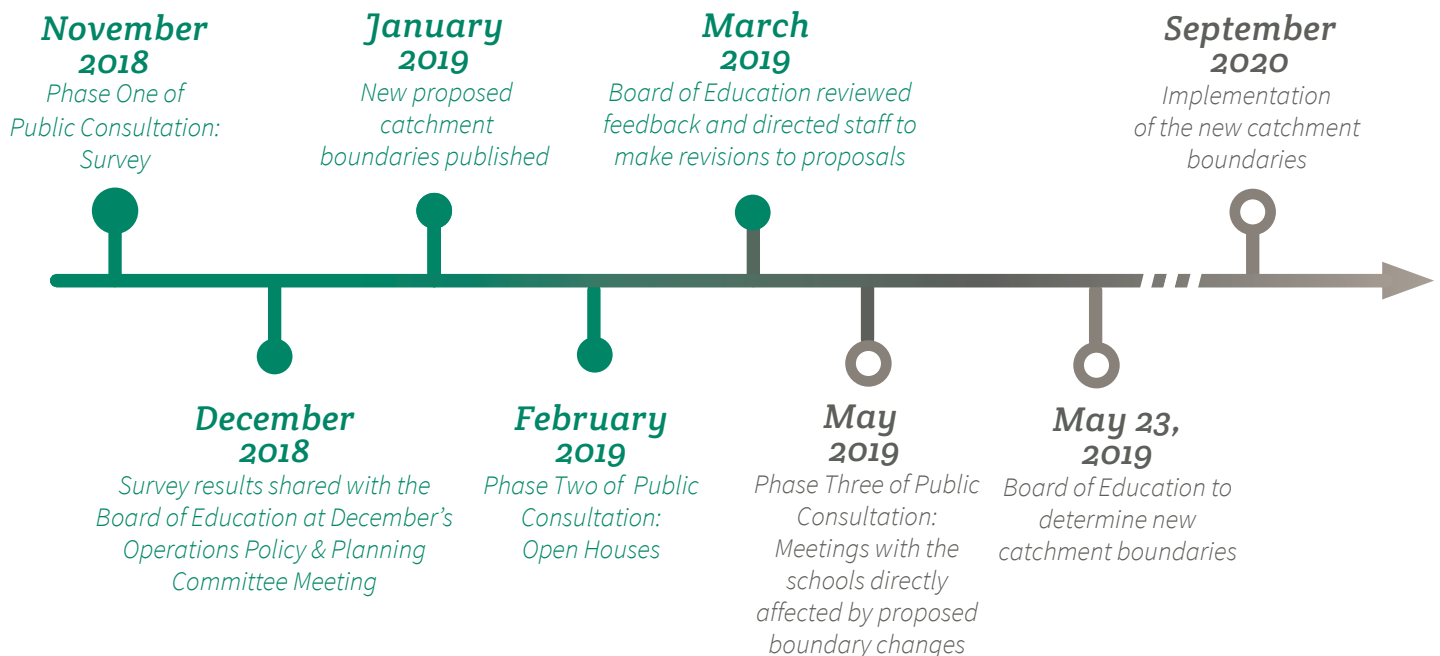 November
2018
Phase One of
Public Consultation:
Survey
January
2019
New proposed
catchment
boundaries published
March
2019
Board of Education reviewed
feedback and directed staff to
make revisions to proposals
September
2020
Implementation
of the new catchment
boundaries
December
2018
Survey results shared with the
Board of Education at December’s
Operations Policy & Planning
Committee Meeting
February
2019
Phase Two of Public
Consultation:
Open Houses
May
2019
Phase Three of Public
Consultation:
Meetings with the
schools directly
affected by proposed
boundary changes
May 23,
2019
Board of Education to
determine new
catchment boundaries